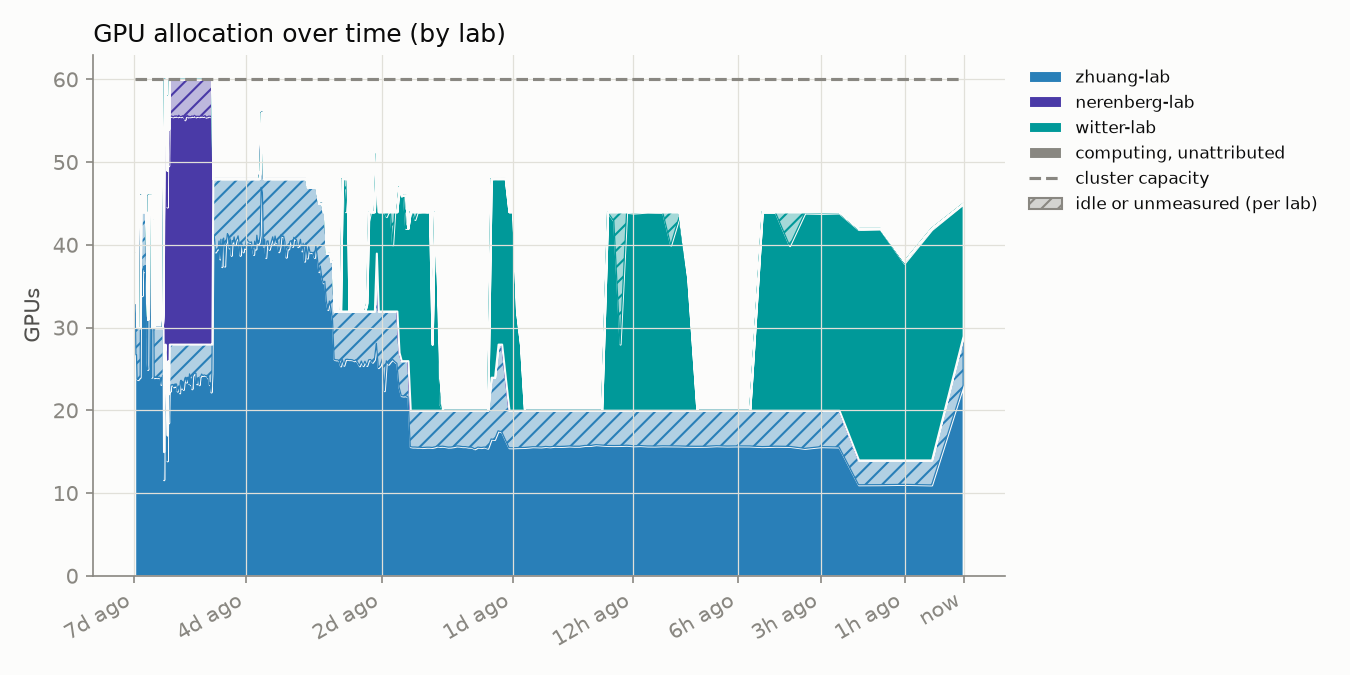 GPU allocation over time (by lab)
60
50
40
30
20
10
0
GPUs
7d ago
4d ago
2d ago
1d ago
12h ago
6h ago
3h ago
1h ago
now
zhuang-lab
nerenberg-lab
witter-lab
computing, unattributed
cluster capacity
idle or unmeasured (per lab)